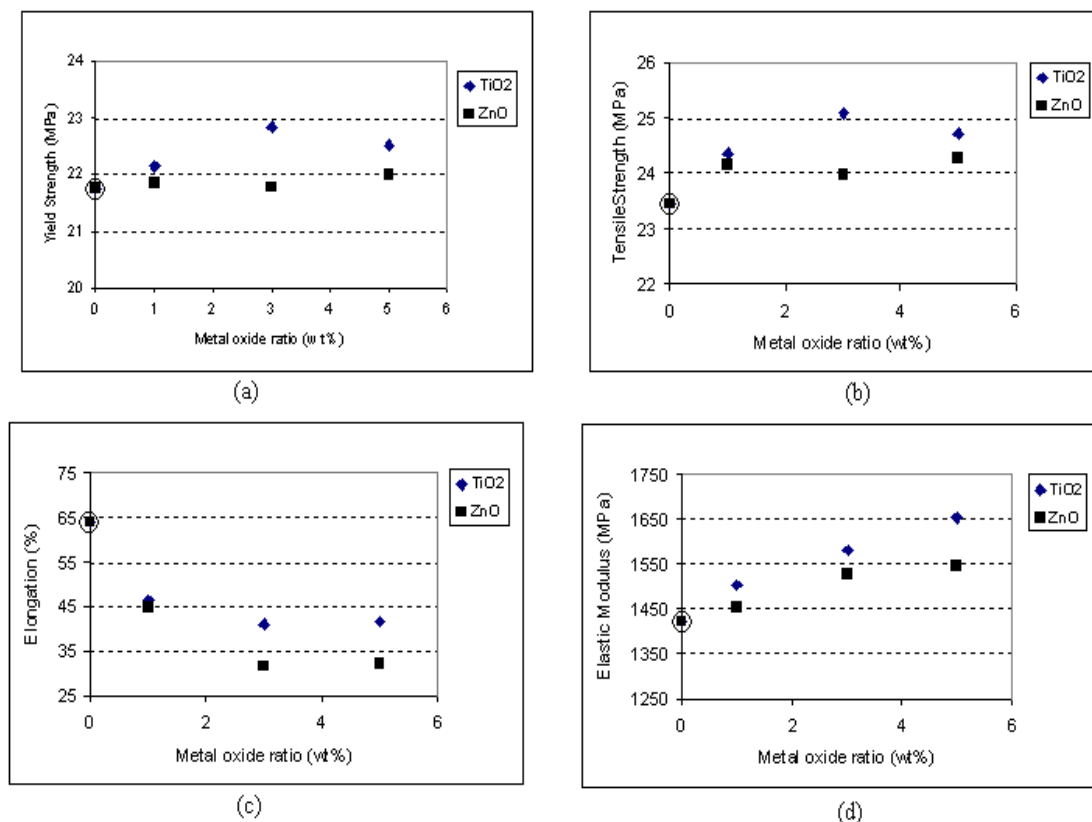 24
23
22
21
20
0 1 2 3 4 5 6
Yield Strength (MPa)
Metal oxide ratio (wt%)
TiO2
ZnO
(a)
26
25
24
23
22
0 2 4 6
TensileStrength (MPa)
Metal oxide ratio (wt%)
TiO2
ZnO
(b)
75
65
55
45
35
25
0 2 4 6
Elongation (%)
Metal oxide ratio (wt%)
TiO2
ZnO
(c)
1750
1650
1550
1450
1350
1250
0 2 4 6
Elastic Modulus (MPa)
Metal oxide ratio (wt%)
TiO2
ZnO
(d)